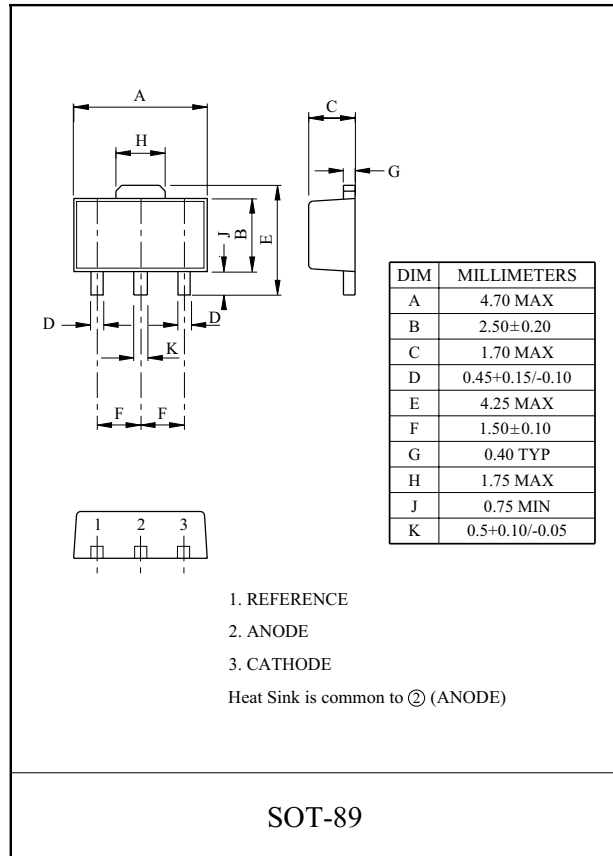 A
C
H
G
J
B
E
D
D
K
F F
DIM MILLIMETERS
A 4.70 MAX
B 2.50±0.20
C 1.70 MAX
D 0.45+0.15/-0.10
E 4.25 MAX
F 1.50±0.10
G 0.40 TYP
H 1.75 MAX
J 0.75 MIN
K 0.5+0.10/-0.05
1 2 3
1. REFERENCE
2. ANODE
3. CATHODE
Heat Sink is common to ② (ANODE)
SOT-89